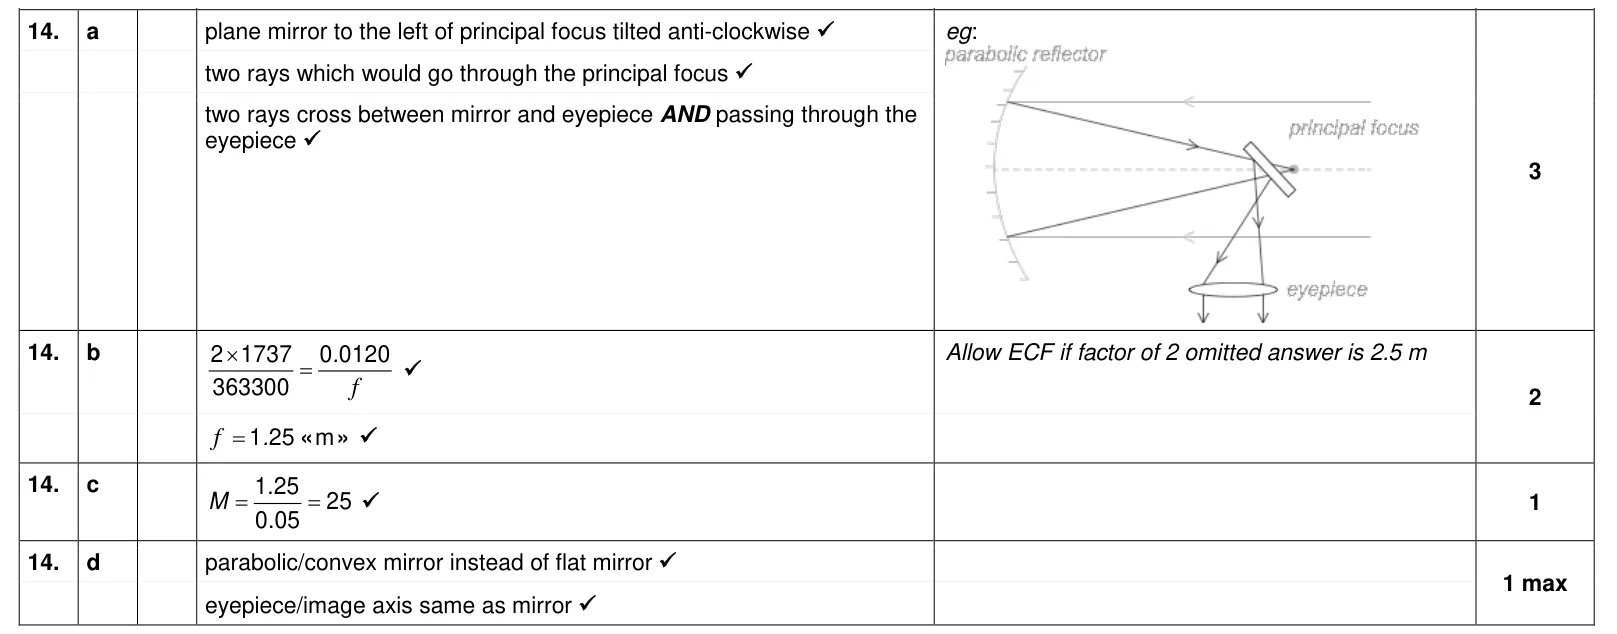 14. a plane mirror to the left of principal focus tilted anti-clockwise ✓
two rays which would go through the principal focus ✓
two rays cross between mirror and eyepiece AND passing through the
eyepiece ✓
eg:
parabolic reflector
principal focus
eyepiece
3
14. b 2×1737/363300 = 0.0120/f ✓
f = 1.25 «m» ✓
Allow ECF if factor of 2 omitted answer is 2.5 m
2
14. c M = 1.25/0.05 = 25 ✓
1
14. d parabolic/convex mirror instead of flat mirror ✓
eyepiece/image axis same as mirror ✓
1 max